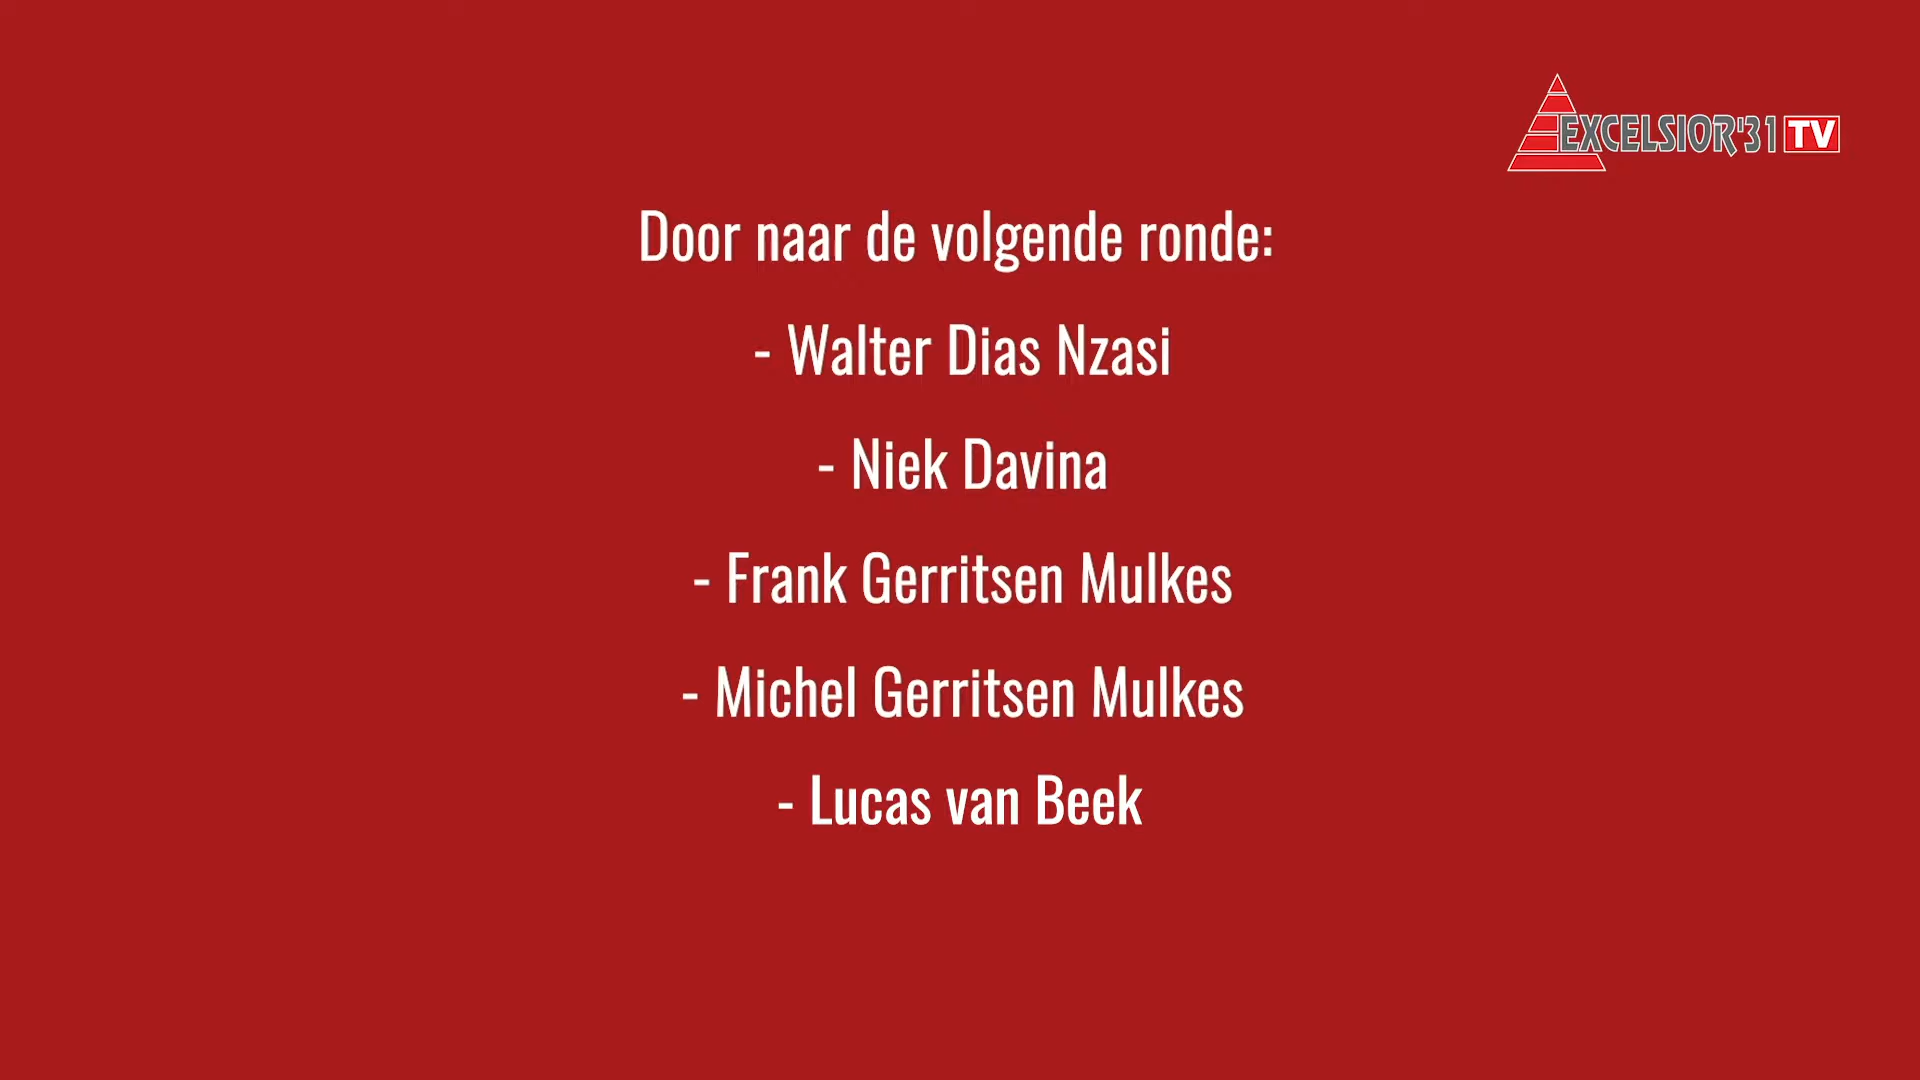 EXCELSIOR'31 TV
Door naar de volgende ronde:
- Walter Dias Nzasi
- Niek Davina
- Frank Gerritsen Mulkes
- Michel Gerritsen Mulkes
- Lucas van Beek